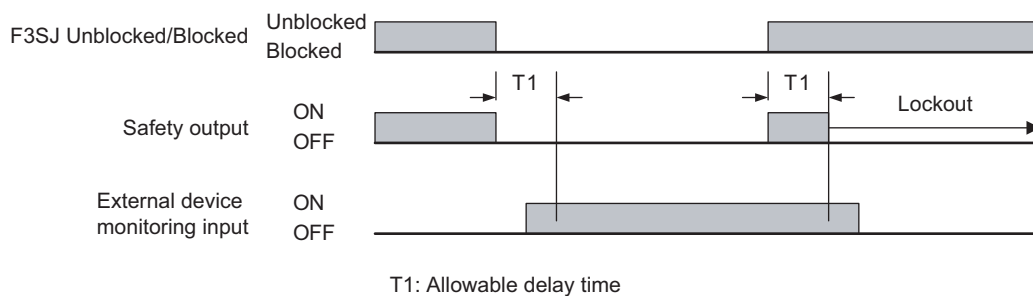 F3SJ Unblocked/Blocked
Unblocked
Blocked
T1
T1
Safety output
ON
OFF
Lockout
External device
monitoring input
ON
OFF
T1: Allowable delay time